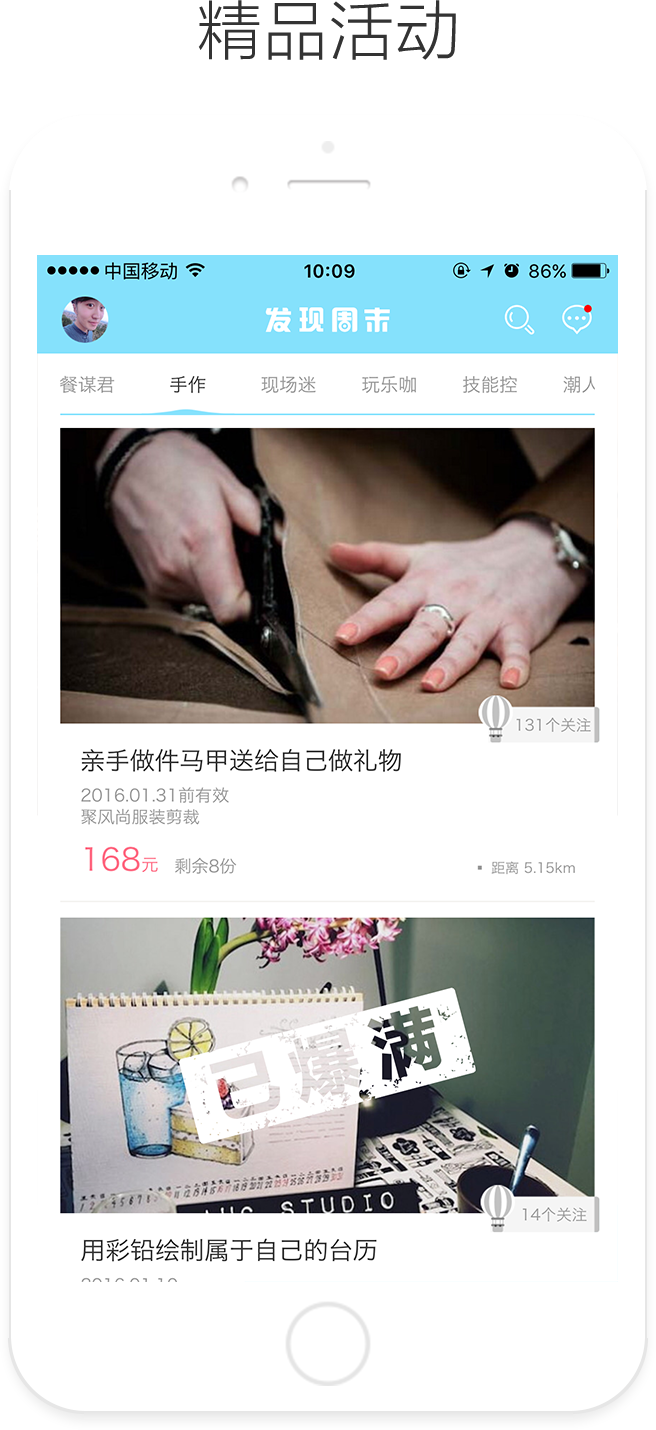 精品活动
中国移动 10:09 86%
发现周末
餐谋君 手作 现场迷 玩乐咖 技能控 潮人
131个关注
亲手做件马甲送给自己做礼物
2016.01.31前有效
聚风尚服装剪裁
168元 剩余8份 ▪ 距离 5.15km
已爆满
STUDIO
14个关注
用彩铅绘制属于自己的台历